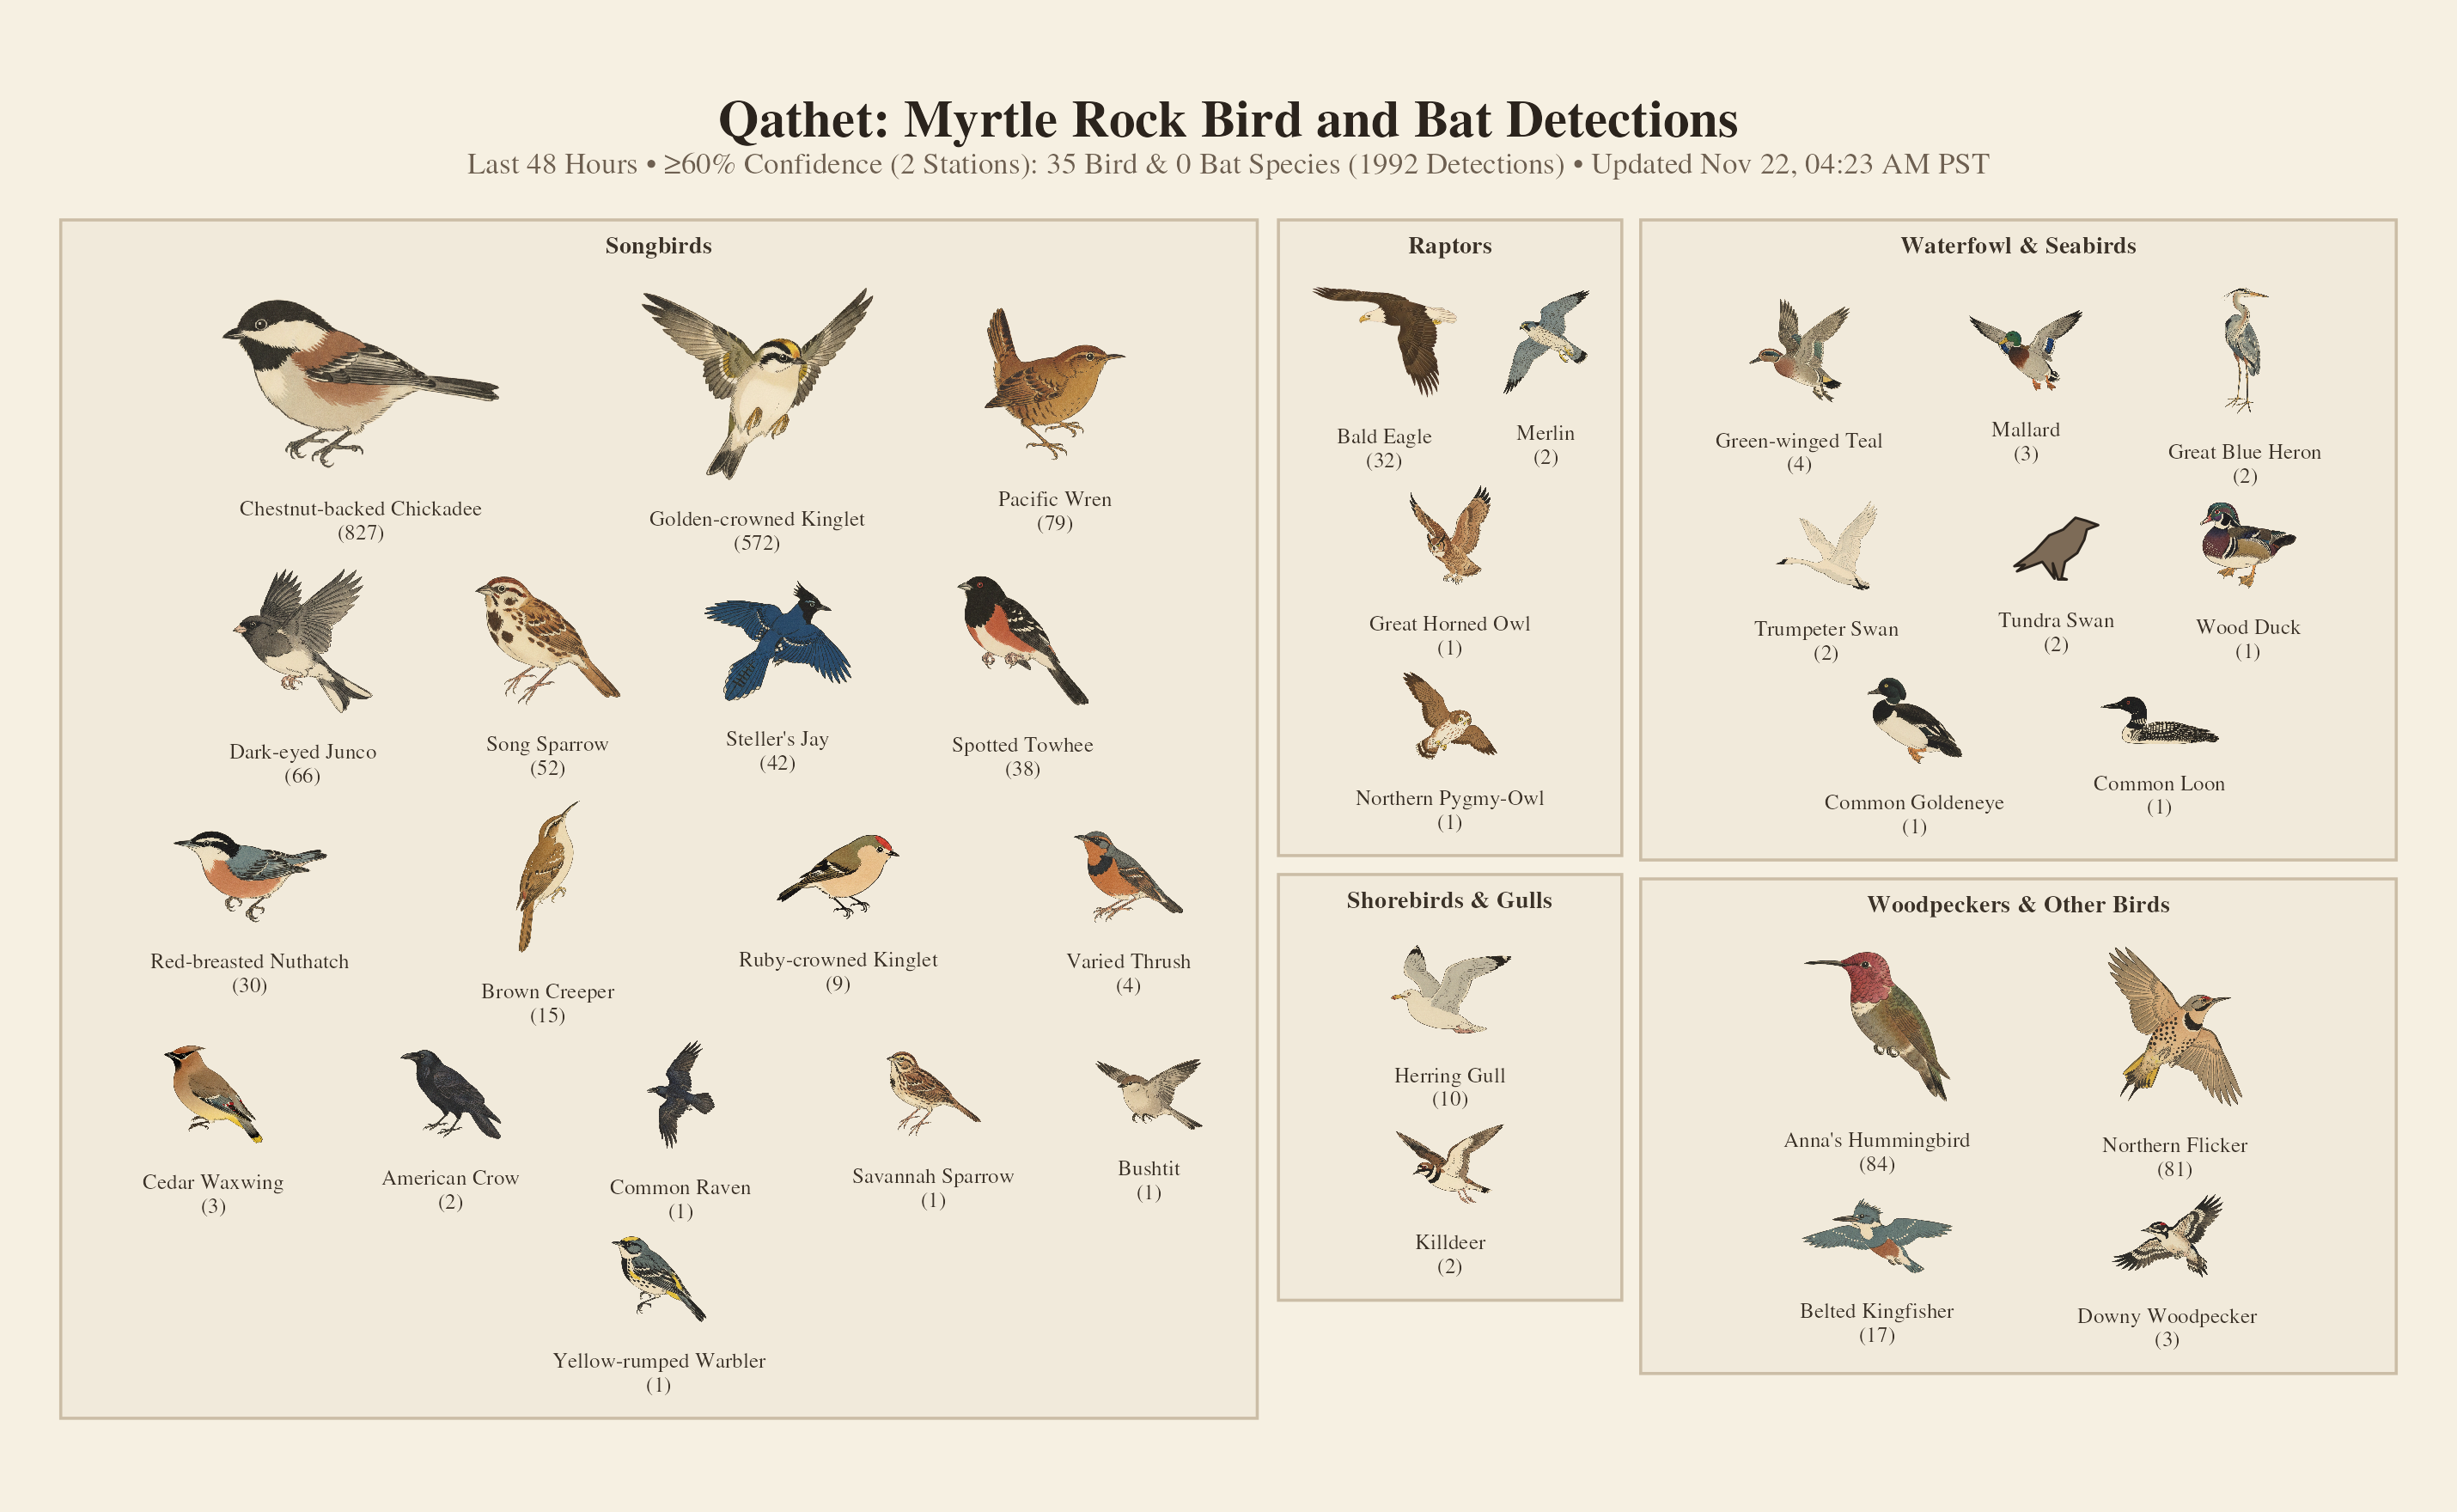 Qathet: Myrtle Rock Bird and Bat Detections
Last 48 Hours • ≥60% Confidence (2 Stations): 35 Bird & 0 Bat Species (1992 Detections) • Updated Nov 22, 04:23 AM PST
Songbirds
Chestnut-backed Chickadee
(827)
Golden-crowned Kinglet
(572)
Pacific Wren
(79)
Dark-eyed Junco
(66)
Song Sparrow
(52)
Steller's Jay
(42)
Spotted Towhee
(38)
Red-breasted Nuthatch
(30)
Brown Creeper
(15)
Ruby-crowned Kinglet
(9)
Varied Thrush
(4)
Cedar Waxwing
(3)
American Crow
(2)
Common Raven
(1)
Savannah Sparrow
(1)
Bushtit
(1)
Yellow-rumped Warbler
(1)
Raptors
Bald Eagle
(32)
Merlin
(2)
Great Horned Owl
(1)
Northern Pygmy-Owl
(1)
Shorebirds & Gulls
Herring Gull
(10)
Killdeer
(2)
Waterfowl & Seabirds
Green-winged Teal
(4)
Mallard
(3)
Great Blue Heron
(2)
Trumpeter Swan
(2)
Tundra Swan
(2)
Wood Duck
(1)
Common Goldeneye
(1)
Common Loon
(1)
Woodpeckers & Other Birds
Anna's Hummingbird
(84)
Northern Flicker
(81)
Belted Kingfisher
(17)
Downy Woodpecker
(3)